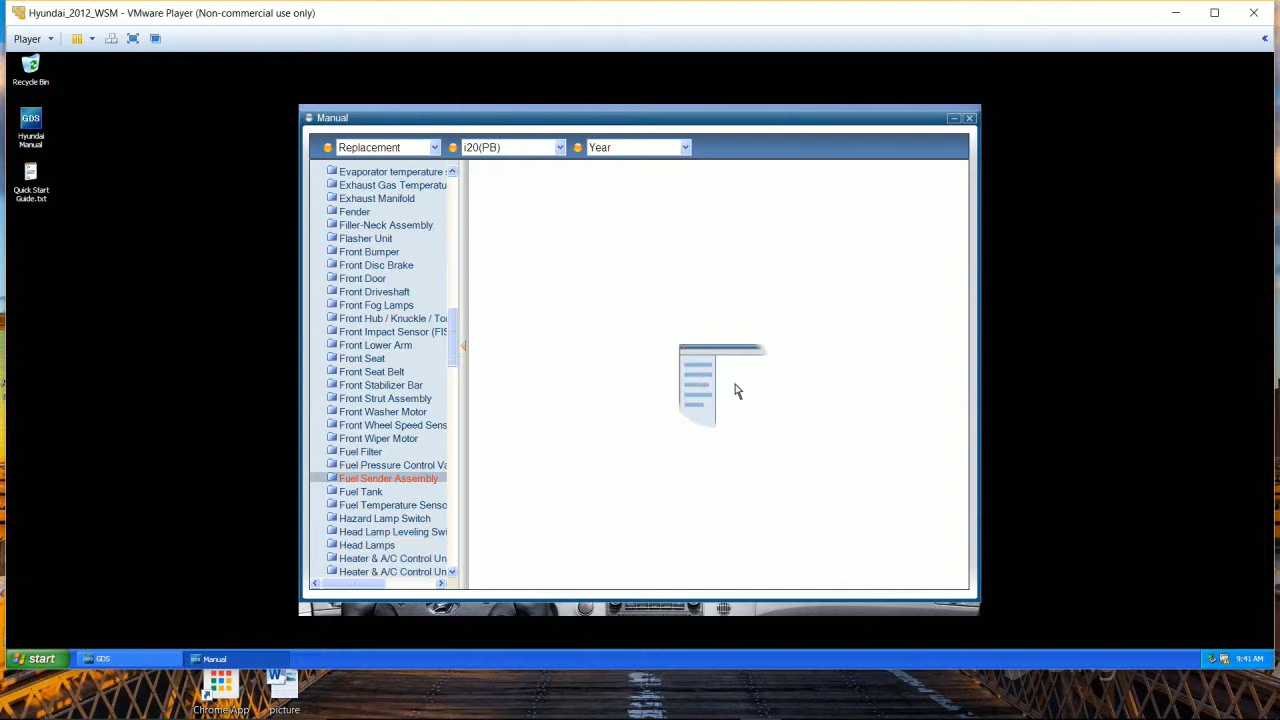 Hyundai_2012_WSM - VMware Player (Non-commercial use only)
Player
Recycle Bin
GDS
Hyundai
Manual
Quick Start
Guide.txt
Manual
Replacement
i20(PB)
Year
Evaporator temperature
Exhaust Gas Temperatu
Exhaust Manifold
Fender
Filler-Neck Assembly
Flasher Unit
Front Bumper
Front Disc Brake
Front Door
Front Driveshaft
Front Fog Lamps
Front Hub / Knuckle / To
Front Impact Sensor (FIS
Front Lower Arm
Front Seat
Front Seat Belt
Front Stabilizer Bar
Front Strut Assembly
Front Washer Motor
Front Wheel Speed Sens
Front Wiper Motor
Fuel Filter
Fuel Pressure Control Va
Fuel Sender Assembly
Fuel Tank
Fuel Temperature Senso
Hazard Lamp Switch
Head Lamp Leveling Swi
Head Lamps
Heater & A/C Control Un
Heater & A/C Control Un
start
GDS
GDS
Manual
9:41 AM
Chrome App
picture